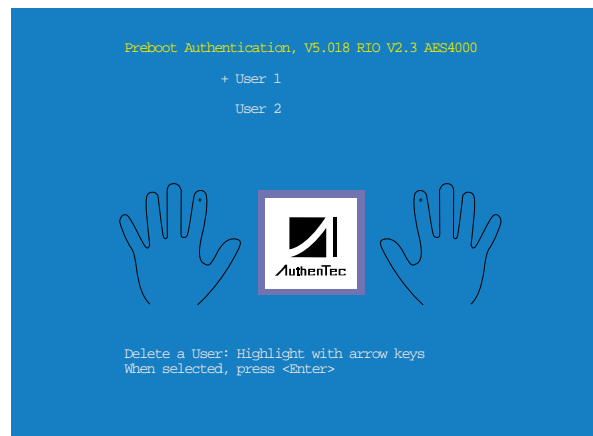 Preboot Authentication, V5.018 RIO V2.3 AES4000
+ User 1
User 2
AuthenTec
Delete a User: Highlight with arrow keys
When selected, press <Enter>